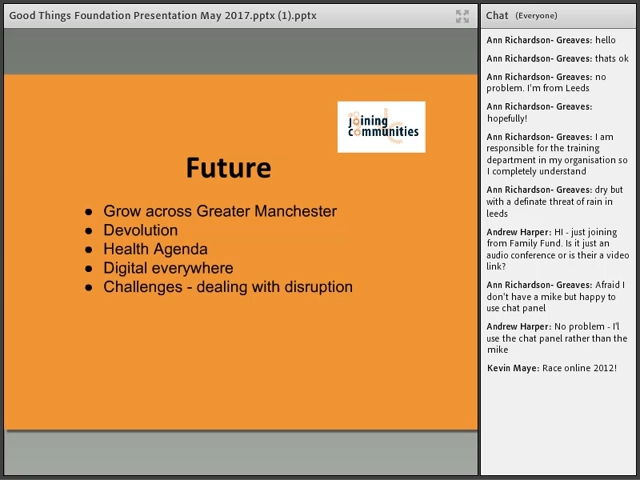 Good Things Foundation Presentation May 2017.pptx (1).pptx
joining
communities
Future
● Grow across Greater Manchester
● Devolution
● Health Agenda
● Digital everywhere
● Challenges - dealing with disruption
Chat (Everyone)
Ann Richardson- Greaves: hello
Ann Richardson- Greaves: thats ok
Ann Richardson- Greaves: no
problem. I'm from Leeds
Ann Richardson- Greaves:
hopefully!
Ann Richardson- Greaves: I am
responsible for the training
department in my organisation so
I completely understand
Ann Richardson- Greaves: dry but
with a definate threat of rain in
leeds
Andrew Harper: HI - just joining
from Family Fund. Is it just an
audio conference or is their a video
link?
Ann Richardson- Greaves: Afraid I
don't have a mike but happy to
use chat panel
Andrew Harper: No problem - I'l
use the chat panel rather than the
mike
Kevin Maye: Race online 2012!